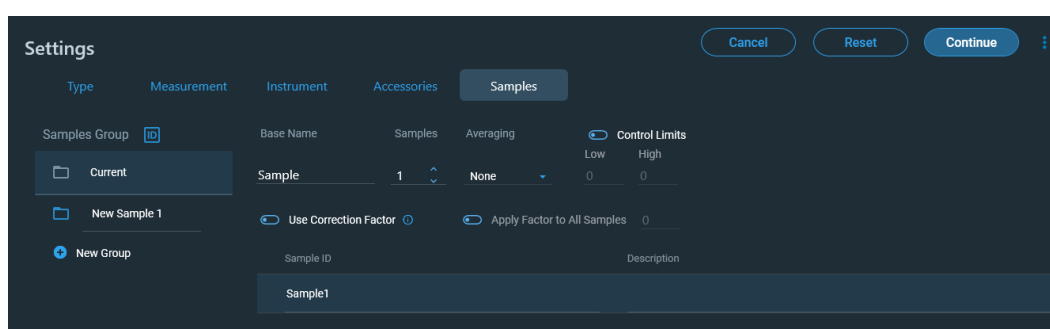 Settings
Cancel
Reset
Continue
Type
Measurement
Instrument
Accessories
Samples
Samples Group ID
Current
New Sample 1
New Group
Base Name
Samples
Averaging
Control Limits
Low
High
Sample
1
None
0
0
Use Correction Factor
Apply Factor to All Samples
0
Sample ID
Description
Sample1